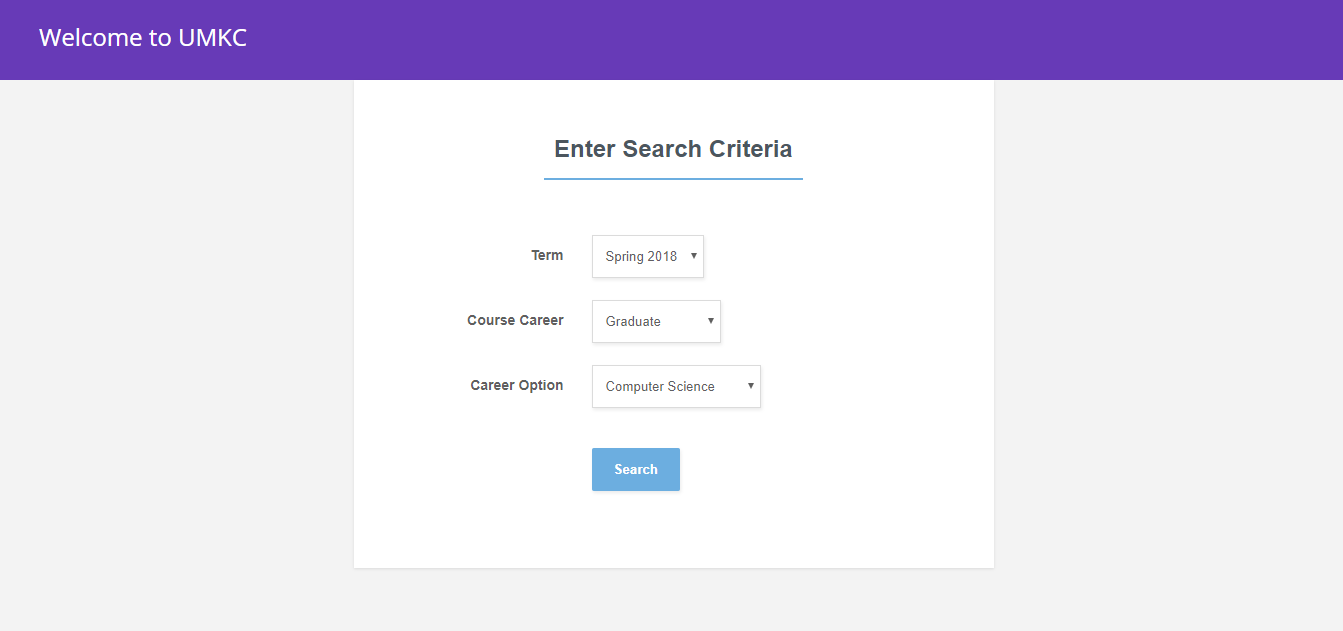 Welcome to UMKC
Enter Search Criteria
Term Spring 2018
Course Career Graduate
Career Option Computer Science
Search